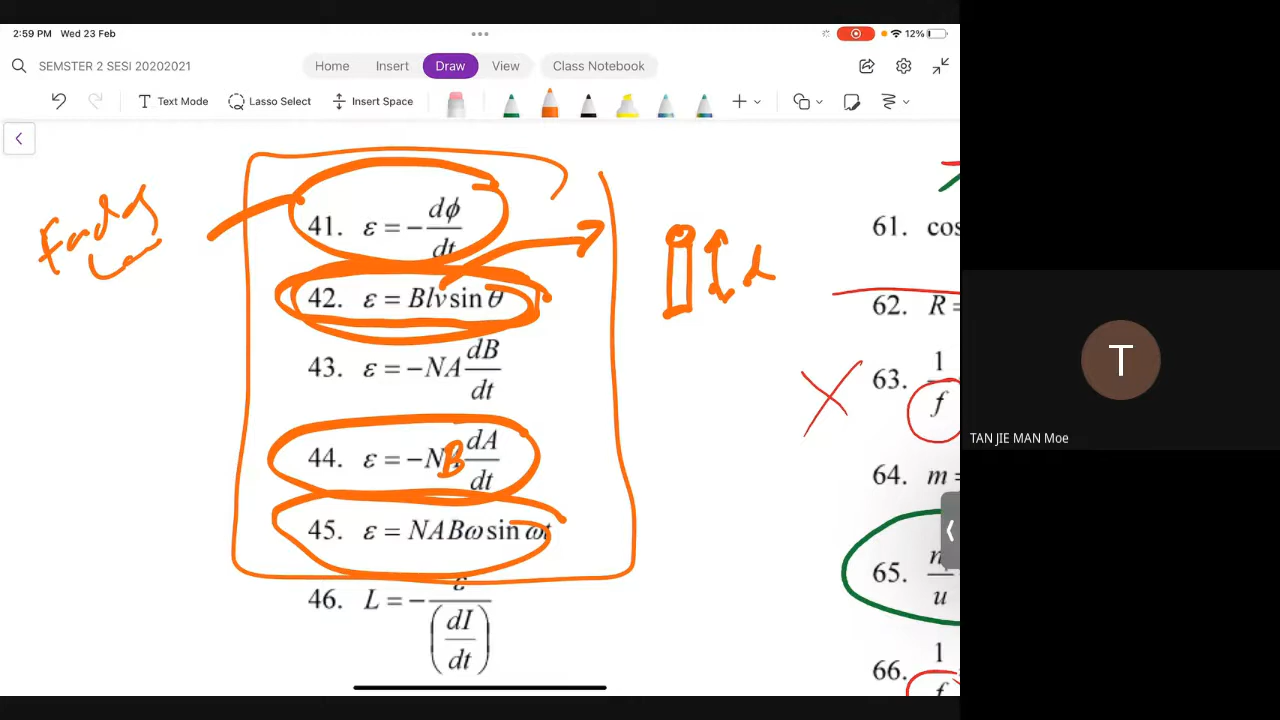 2:59 PM Wed 23 Feb
12%
SEMSTER 2 SESI 20202021
Home Insert Draw View Class Notebook
Text Mode Lasso Select Insert Space
41. ε = −dϕ/dt
42. ε = Blv sin θ
43. ε = −NA dB/dt
44. ε = −NB dA/dt
45. ε = NABω sin ωt
46. L = −ε/(dI/dt)
61. cos
62. R =
63. 1/f
64. m =
65. n/u
66. 1/f
T
TAN JIE MAN Moe